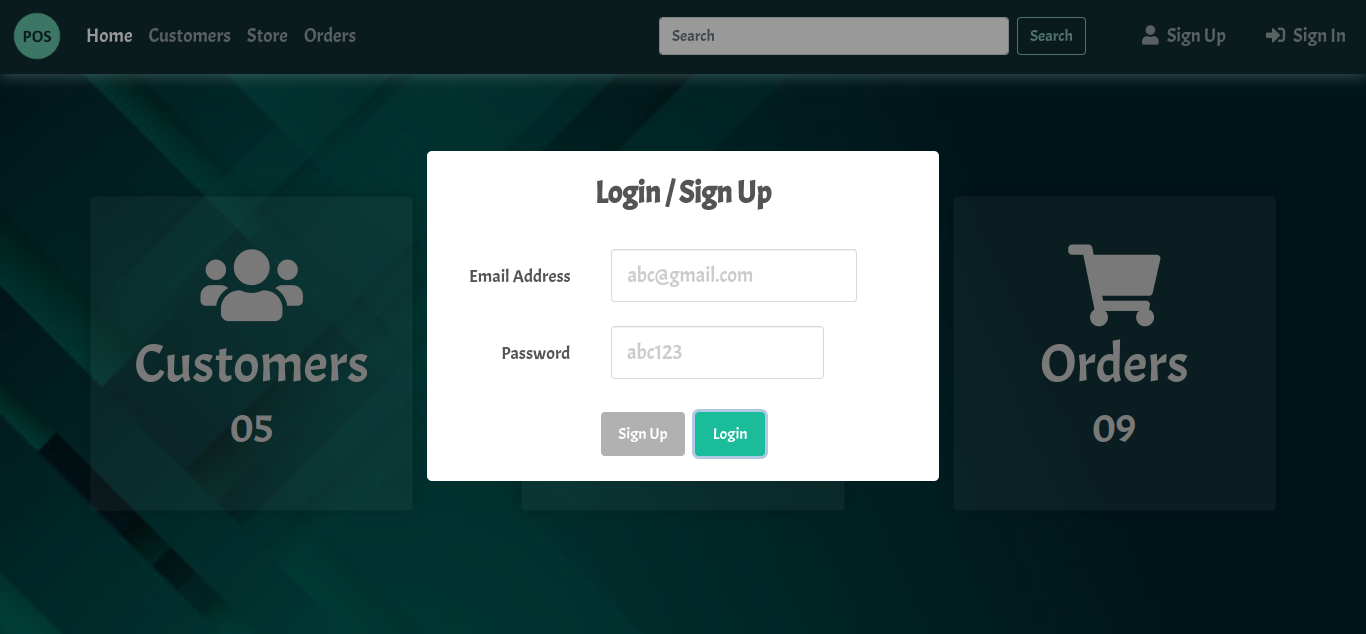 POS Home Customers Store Orders Search Search Sign Up Sign In
Login / Sign Up
Email Address abc@gmail.com
Password abc123
Sign Up Login
Customers
05
Orders
09